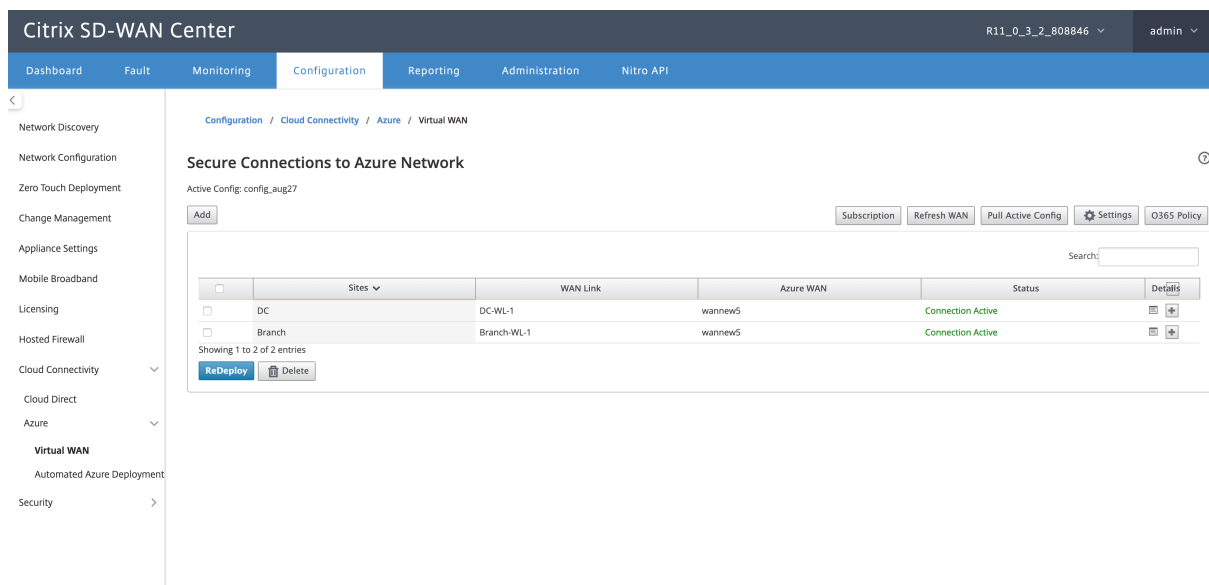 Citrix SD-WAN Center
R11_0_3_2_808846
admin
Dashboard Fault Monitoring Configuration Reporting Administration Nitro API
Network Discovery
Network Configuration
Zero Touch Deployment
Change Management
Appliance Settings
Mobile Broadband
Licensing
Hosted Firewall
Cloud Connectivity
Cloud Direct
Azure
Virtual WAN
Automated Azure Deployment
Security
Configuration / Cloud Connectivity / Azure / Virtual WAN
Secure Connections to Azure Network
Active Config: config_aug27
Add Subscription Refresh WAN Pull Active Config Settings O365 Policy
Search:
Sites WAN Link Azure WAN Status Details
DC DC-WL-1 wannew5 Connection Active
Branch Branch-WL-1 wannew5 Connection Active
Showing 1 to 2 of 2 entries
ReDeploy Delete